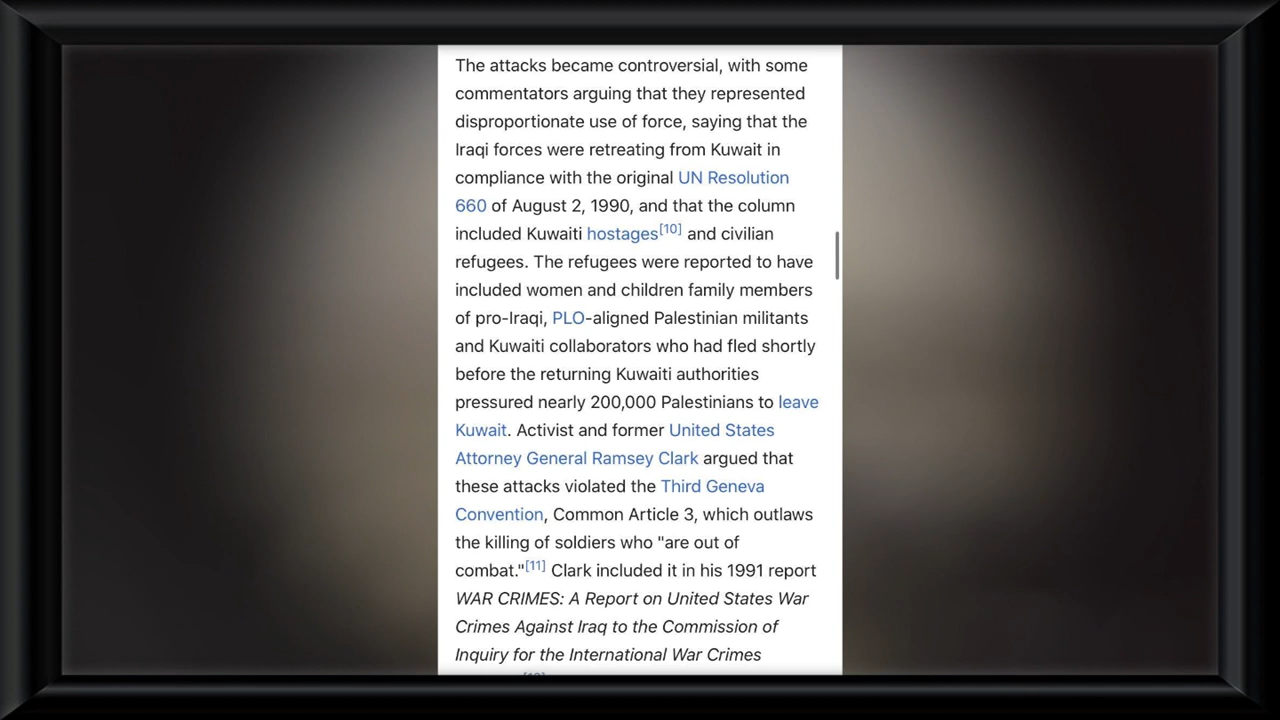 The attacks became controversial, with some
commentators arguing that they represented
disproportionate use of force, saying that the
Iraqi forces were retreating from Kuwait in
compliance with the original UN Resolution
660 of August 2, 1990, and that the column
included Kuwaiti hostages[10] and civilian
refugees. The refugees were reported to have
included women and children family members
of pro-Iraqi, PLO-aligned Palestinian militants
and Kuwaiti collaborators who had fled shortly
before the returning Kuwaiti authorities
pressured nearly 200,000 Palestinians to leave
Kuwait. Activist and former United States
Attorney General Ramsey Clark argued that
these attacks violated the Third Geneva
Convention, Common Article 3, which outlaws
the killing of soldiers who "are out of
combat."[11] Clark included it in his 1991 report
WAR CRIMES: A Report on United States War
Crimes Against Iraq to the Commission of
Inquiry for the International War Crimes